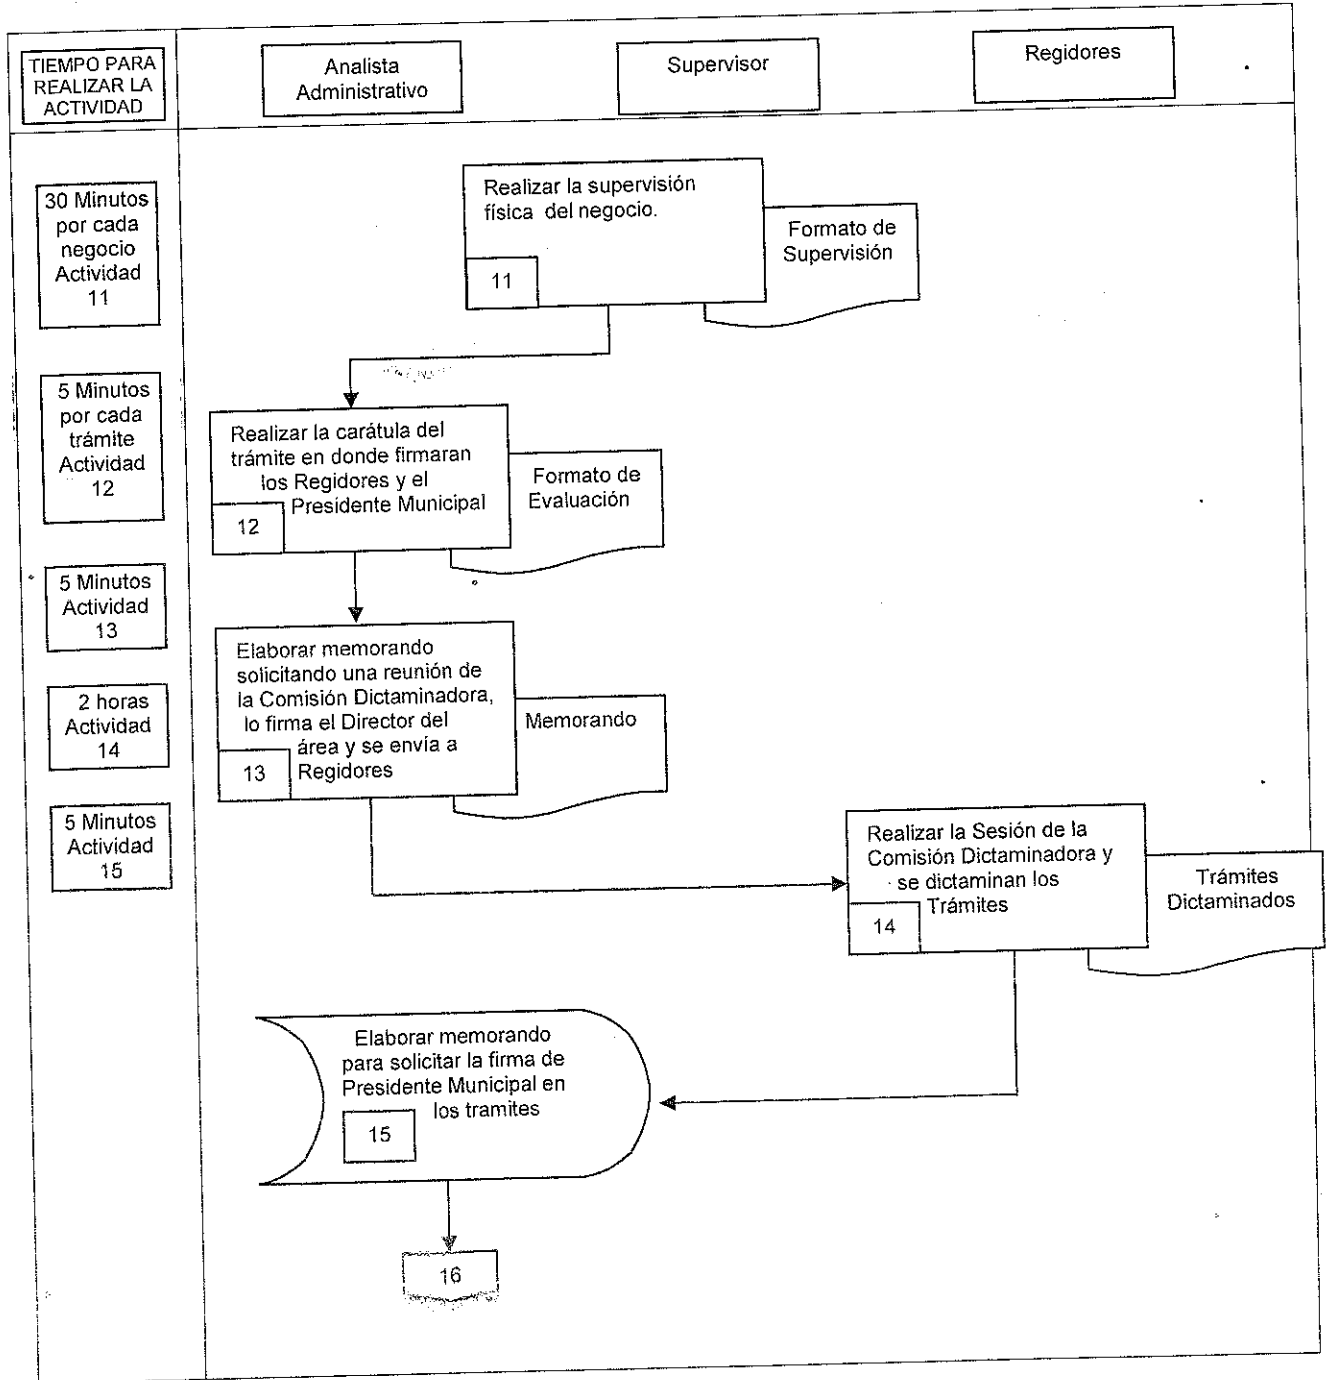 TIEMPO PARA
REALIZAR LA
ACTIVIDAD
Analista
Administrativo
Supervisor
Regidores
30 Minutos
por cada
negocio
Actividad
11
Realizar la supervisión
física del negocio.
11
Formato de
Supervisión
5 Minutos
por cada
trámite
Actividad
12
Realizar la carátula del
trámite en donde firmaran
los Regidores y el
Presidente Municipal
12
Formato de
Evaluación
5 Minutos
Actividad
13
Elaborar memorando
solicitando una reunión de
la Comisión Dictaminadora,
lo firma el Director del
área y se envía a
Regidores
13
Memorando
2 horas
Actividad
14
Realizar la Sesión de la
Comisión Dictaminadora y
se dictaminan los
Trámites
14
Trámites
Dictaminados
5 Minutos
Actividad
15
Elaborar memorando
para solicitar la firma de
Presidente Municipal en
los tramites
15
16